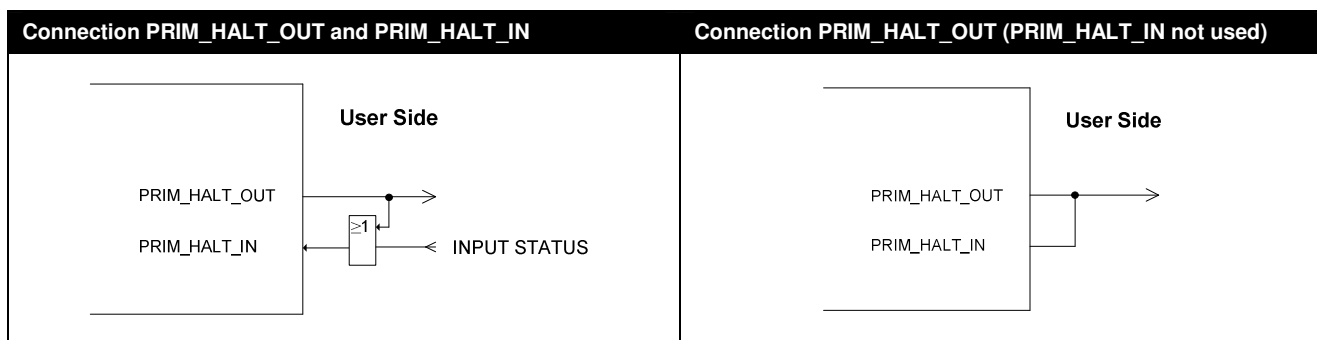 Connection PRIM_HALT_OUT and PRIM_HALT_IN
User Side
PRIM_HALT_OUT
≥1
PRIM_HALT_IN
INPUT STATUS
Connection PRIM_HALT_OUT (PRIM_HALT_IN not used)
User Side
PRIM_HALT_OUT
PRIM_HALT_IN